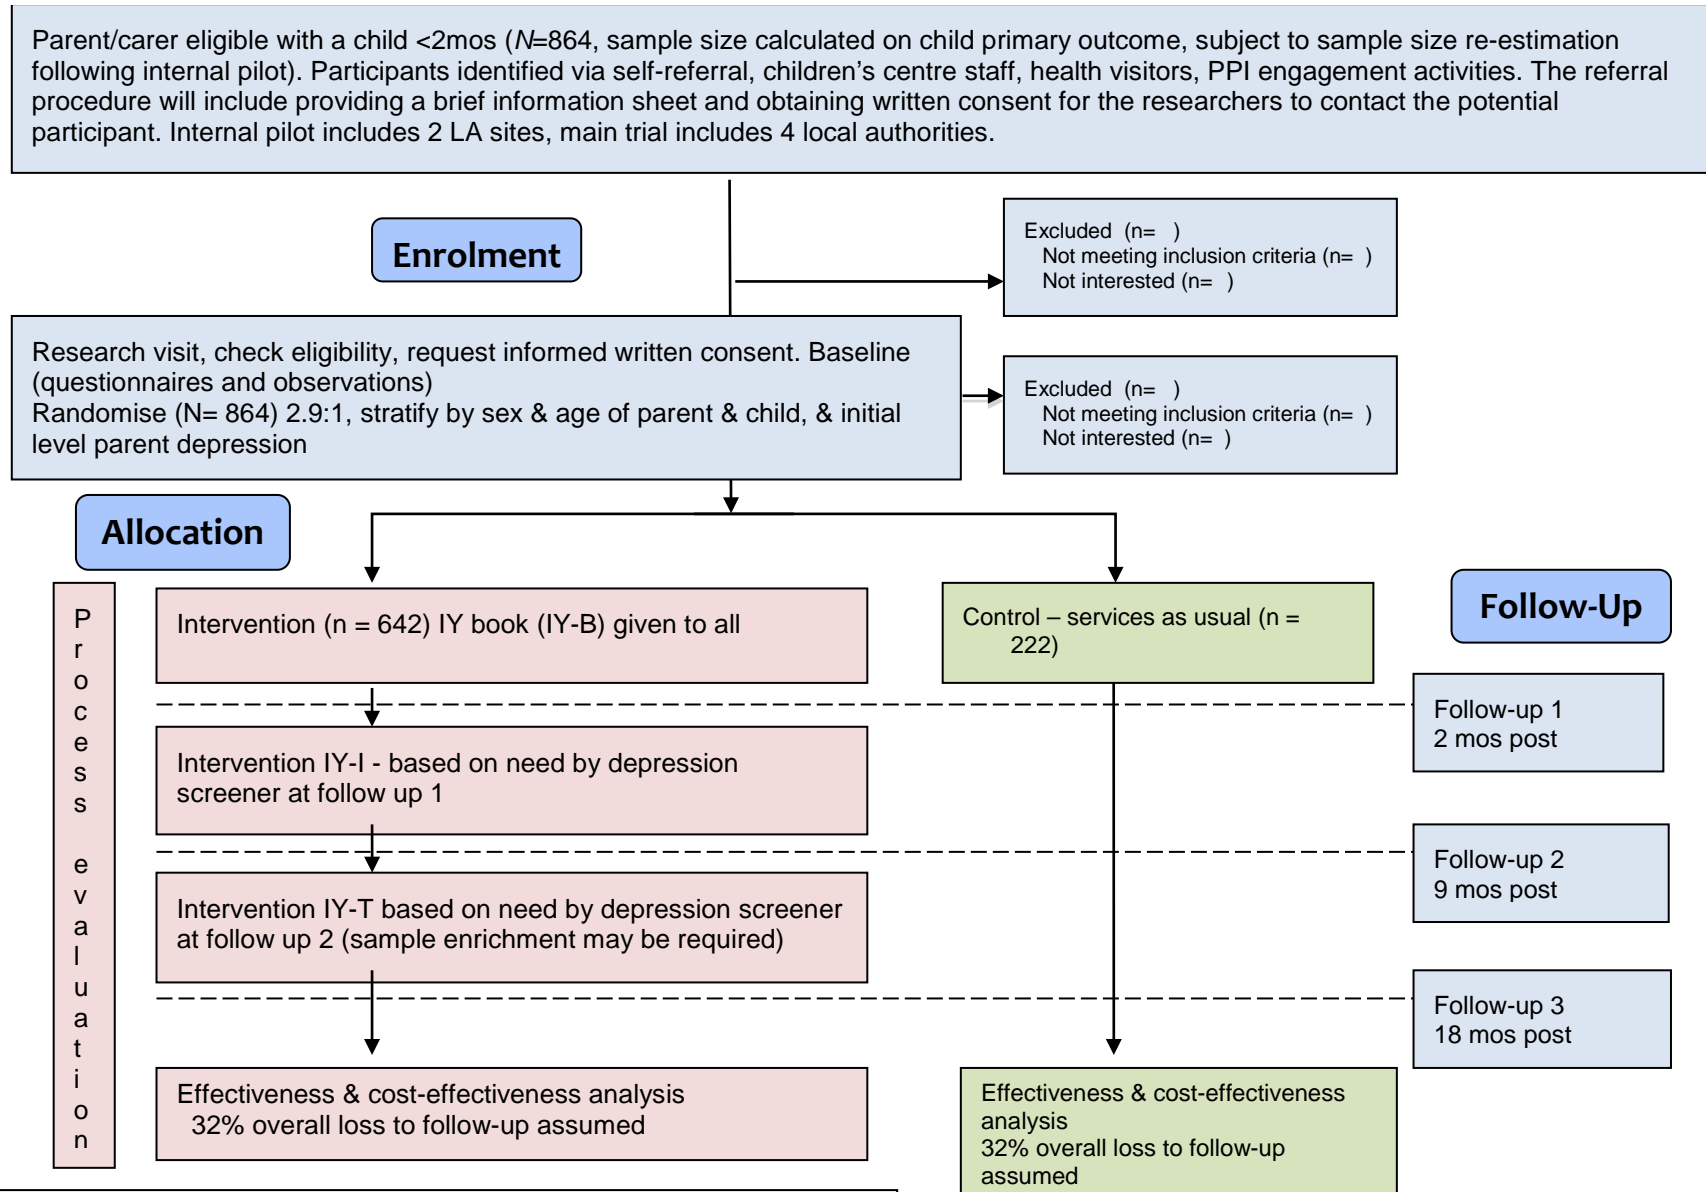 Parent/carer eligible with a child <2mos (N=864, sample size calculated on child primary outcome, subject to sample size re-estimation
following internal pilot). Participants identified via self-referral, children’s centre staff, health visitors, PPI engagement activities. The referral
procedure will include providing a brief information sheet and obtaining written consent for the researchers to contact the potential
participant. Internal pilot includes 2 LA sites, main trial includes 4 local authorities.
Enrolment
Excluded (n= )
Not meeting inclusion criteria (n= )
Not interested (n= )
Research visit, check eligibility, request informed written consent. Baseline
(questionnaires and observations)
Randomise (N= 864) 2.9:1, stratify by sex & age of parent & child, & initial
level parent depression
Excluded (n= )
Not meeting inclusion criteria (n= )
Not interested (n= )
Allocation
Process evaluation
Intervention (n = 642) IY book (IY-B) given to all
Control – services as usual (n =
222)
Follow-Up
Follow-up 1
2 mos post
Intervention IY-I - based on need by depression
screener at follow up 1
Follow-up 2
9 mos post
Intervention IY-T based on need by depression screener
at follow up 2 (sample enrichment may be required)
Follow-up 3
18 mos post
Effectiveness & cost-effectiveness analysis
32% overall loss to follow-up assumed
Effectiveness & cost-effectiveness
analysis
32% overall loss to follow-up
assumed